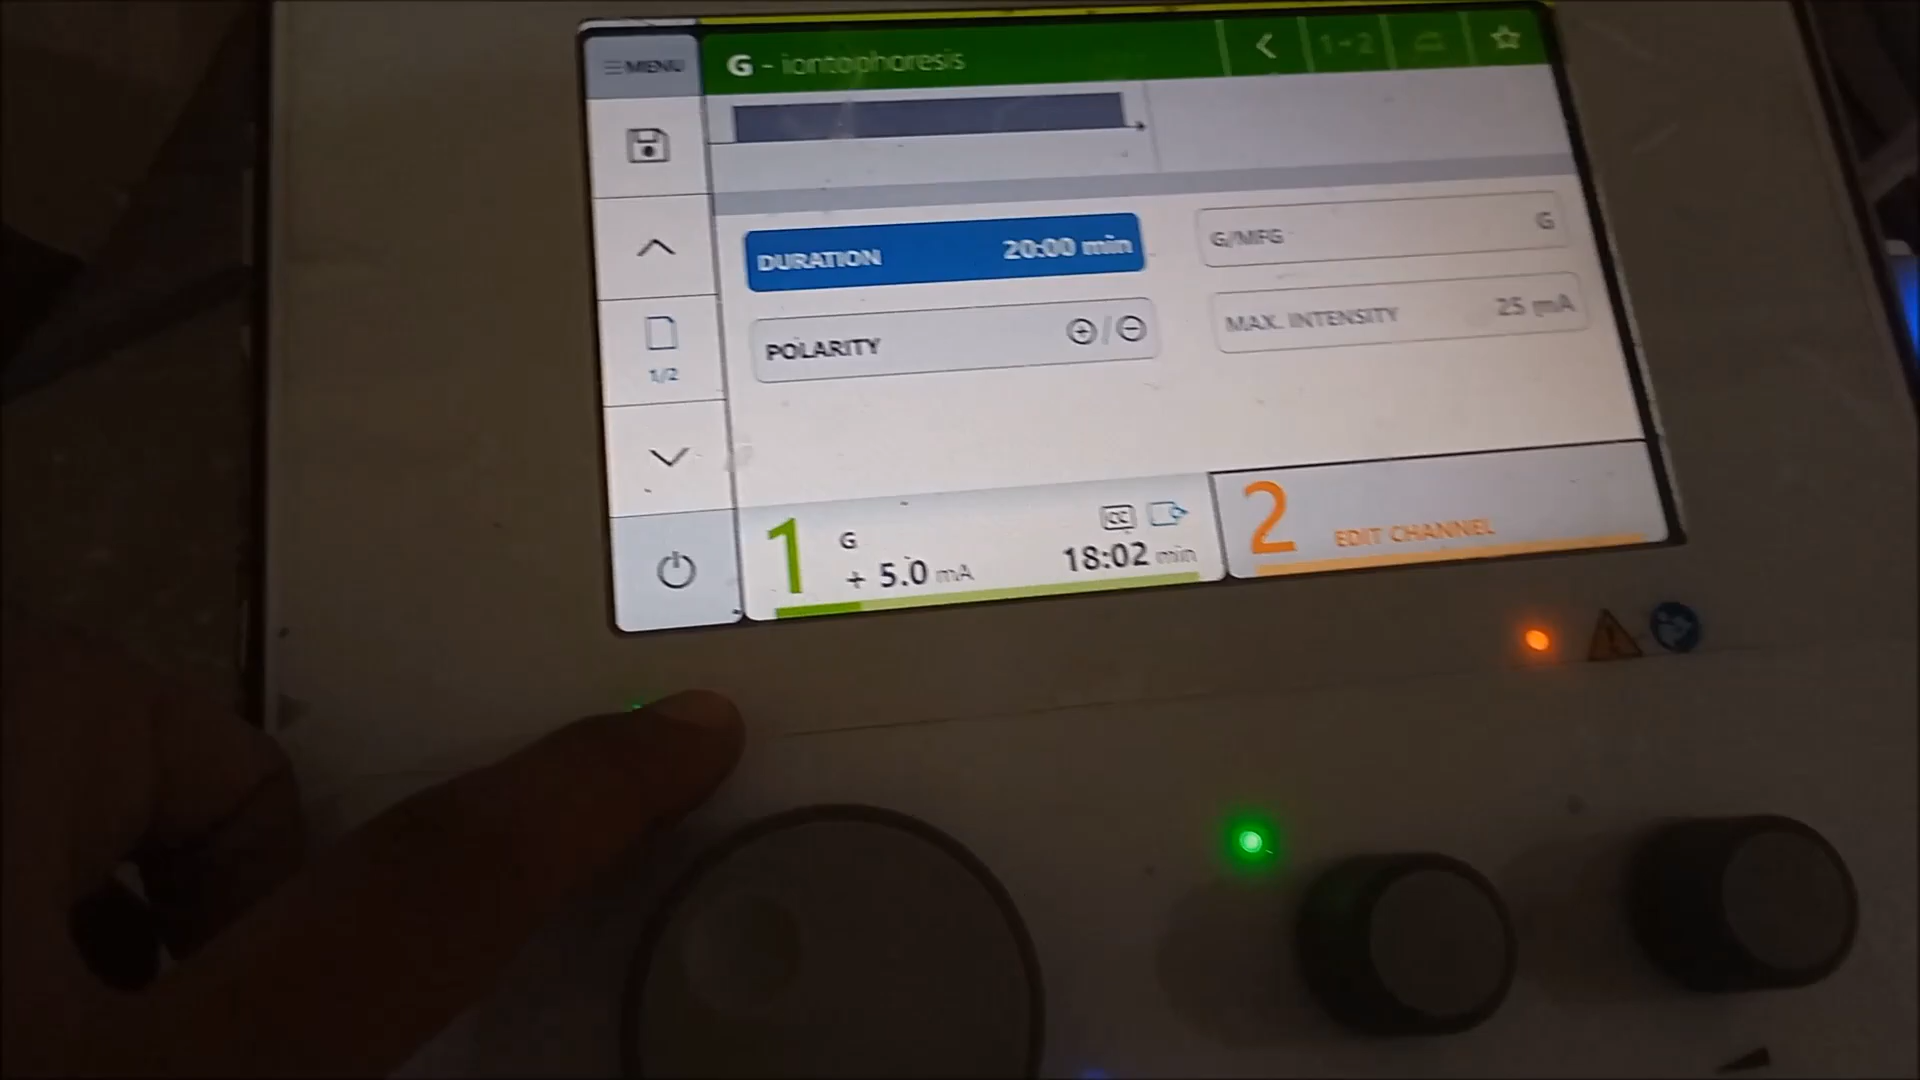 MENU
G - iontophoresis
1-2
DURATION 20:00 min
G/MFG G
POLARITY +/-
MAX. INTENSITY 25 mA
1/2
1 G CC
+ 5.0 mA 18:02 min
2 EDIT CHANNEL